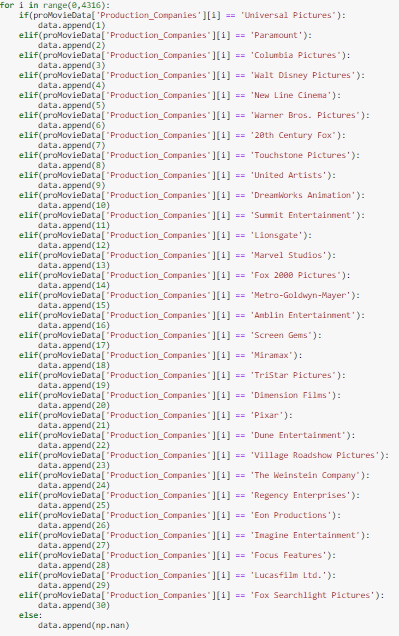 for i in range(0,4316):
    if(proMovieData['Production_Companies'][i] == 'Universal Pictures'):
        data.append(1)
    elif(proMovieData['Production_Companies'][i] == 'Paramount'):
        data.append(2)
    elif(proMovieData['Production_Companies'][i] == 'Columbia Pictures'):
        data.append(3)
    elif(proMovieData['Production_Companies'][i] == 'Walt Disney Pictures'):
        data.append(4)
    elif(proMovieData['Production_Companies'][i] == 'New Line Cinema'):
        data.append(5)
    elif(proMovieData['Production_Companies'][i] == 'Warner Bros. Pictures'):
        data.append(6)
    elif(proMovieData['Production_Companies'][i] == '20th Century Fox'):
        data.append(7)
    elif(proMovieData['Production_Companies'][i] == 'Touchstone Pictures'):
        data.append(8)
    elif(proMovieData['Production_Companies'][i] == 'United Artists'):
        data.append(9)
    elif(proMovieData['Production_Companies'][i] == 'DreamWorks Animation'):
        data.append(10)
    elif(proMovieData['Production_Companies'][i] == 'Summit Entertainment'):
        data.append(11)
    elif(proMovieData['Production_Companies'][i] == 'Lionsgate'):
        data.append(12)
    elif(proMovieData['Production_Companies'][i] == 'Marvel Studios'):
        data.append(13)
    elif(proMovieData['Production_Companies'][i] == 'Fox 2000 Pictures'):
        data.append(14)
    elif(proMovieData['Production_Companies'][i] == 'Metro-Goldwyn-Mayer'):
        data.append(15)
    elif(proMovieData['Production_Companies'][i] == 'Amblin Entertainment'):
        data.append(16)
    elif(proMovieData['Production_Companies'][i] == 'Screen Gems'):
        data.append(17)
    elif(proMovieData['Production_Companies'][i] == 'Miramax'):
        data.append(18)
    elif(proMovieData['Production_Companies'][i] == 'TriStar Pictures'):
        data.append(19)
    elif(proMovieData['Production_Companies'][i] == 'Dimension Films'):
        data.append(20)
    elif(proMovieData['Production_Companies'][i] == 'Pixar'):
        data.append(21)
    elif(proMovieData['Production_Companies'][i] == 'Dune Entertainment'):
        data.append(22)
    elif(proMovieData['Production_Companies'][i] == 'Village Roadshow Pictures'):
        data.append(23)
    elif(proMovieData['Production_Companies'][i] == 'The Weinstein Company'):
        data.append(24)
    elif(proMovieData['Production_Companies'][i] == 'Regency Enterprises'):
        data.append(25)
    elif(proMovieData['Production_Companies'][i] == 'Eon Productions'):
        data.append(26)
    elif(proMovieData['Production_Companies'][i] == 'Imagine Entertainment'):
        data.append(27)
    elif(proMovieData['Production_Companies'][i] == 'Focus Features'):
        data.append(28)
    elif(proMovieData['Production_Companies'][i] == 'Lucasfilm Ltd.'):
        data.append(29)
    elif(proMovieData['Production_Companies'][i] == 'Fox Searchlight Pictures'):
        data.append(30)
    else:
        data.append(np.nan)